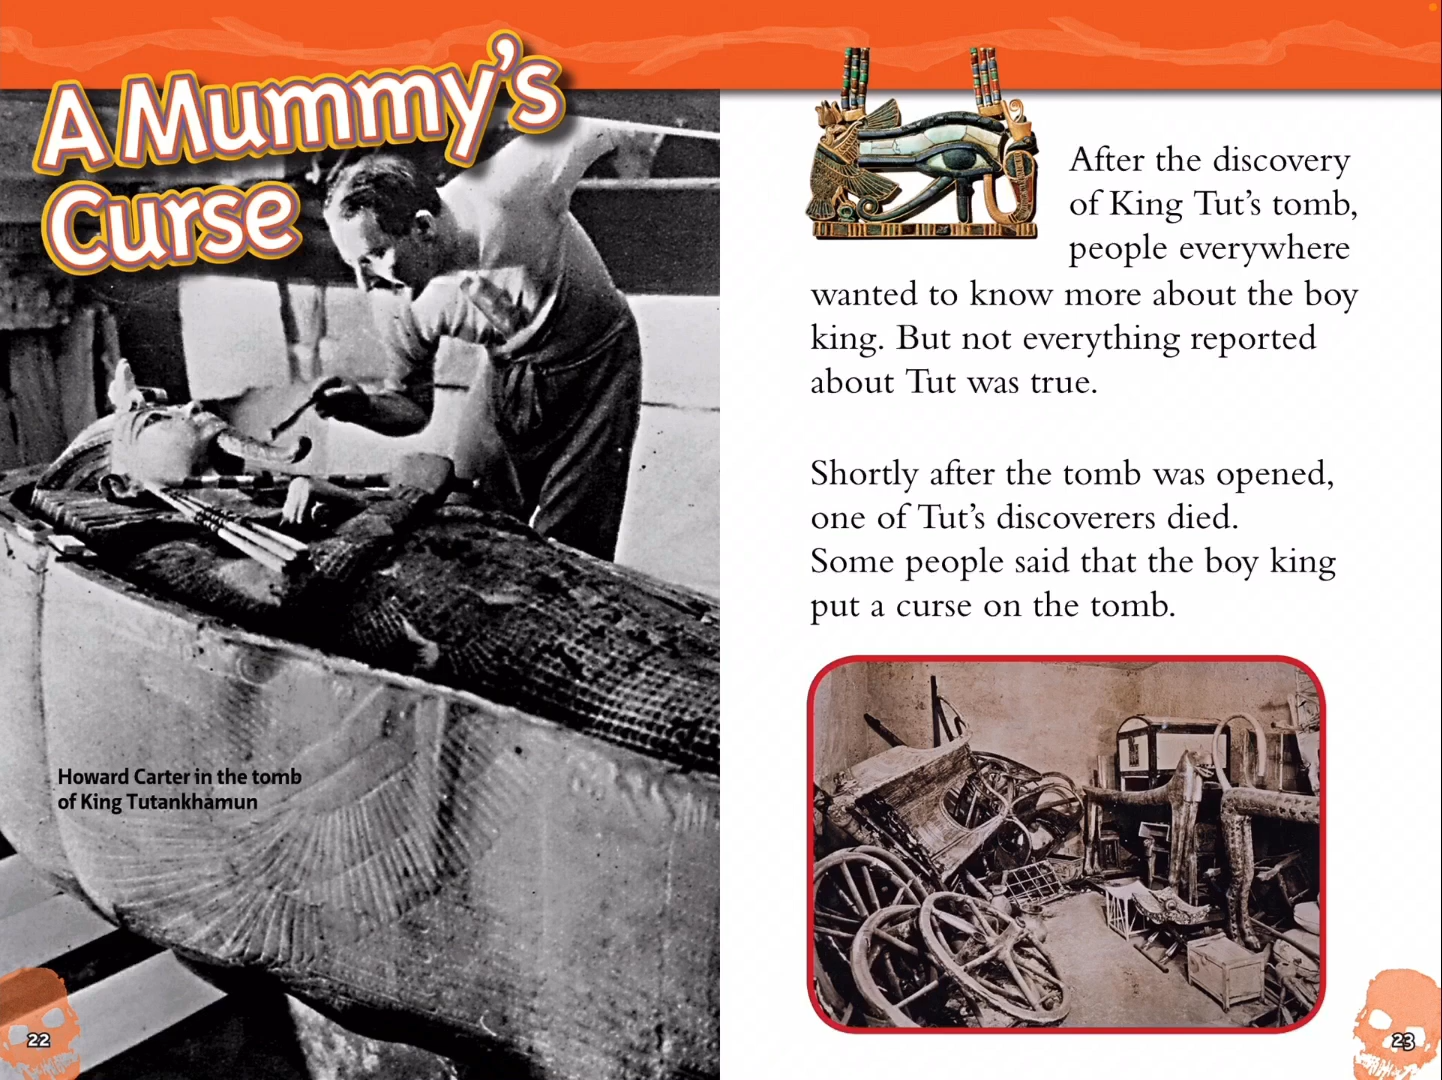 A Mummy's
Curse
Howard Carter in the tomb
of King Tutankhamun
22
After the discovery
of King Tut's tomb,
people everywhere
wanted to know more about the boy
king. But not everything reported
about Tut was true.
Shortly after the tomb was opened,
one of Tut's discoverers died.
Some people said that the boy king
put a curse on the tomb.
23